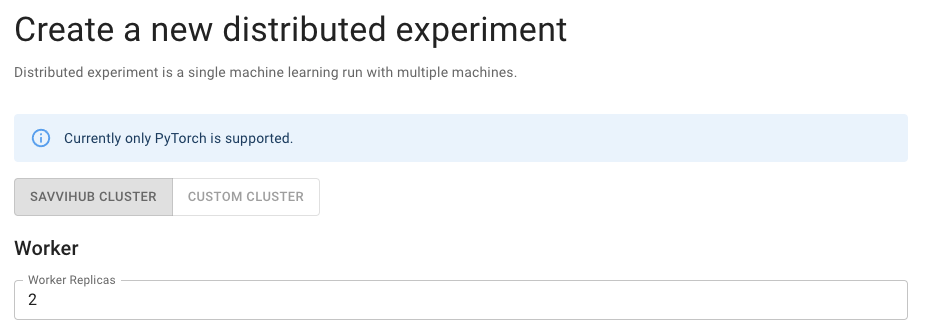 Create a new distributed experiment
Distributed experiment is a single machine learning run with multiple machines.
Currently only PyTorch is supported.
SAVVIHUB CLUSTER CUSTOM CLUSTER
Worker
Worker Replicas
2